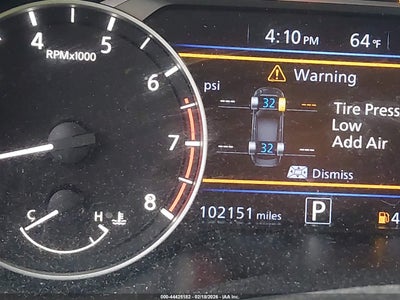 4 5 6 7 8
RPMx1000
C H
4:10 PM 64°F
Warning
psi
--- 32 ---
Tire Press
Low
Add Air
--- 32 ---
Dismiss
102151 miles P 4
000-44426182 - 02/18/2026 - IAA Inc.